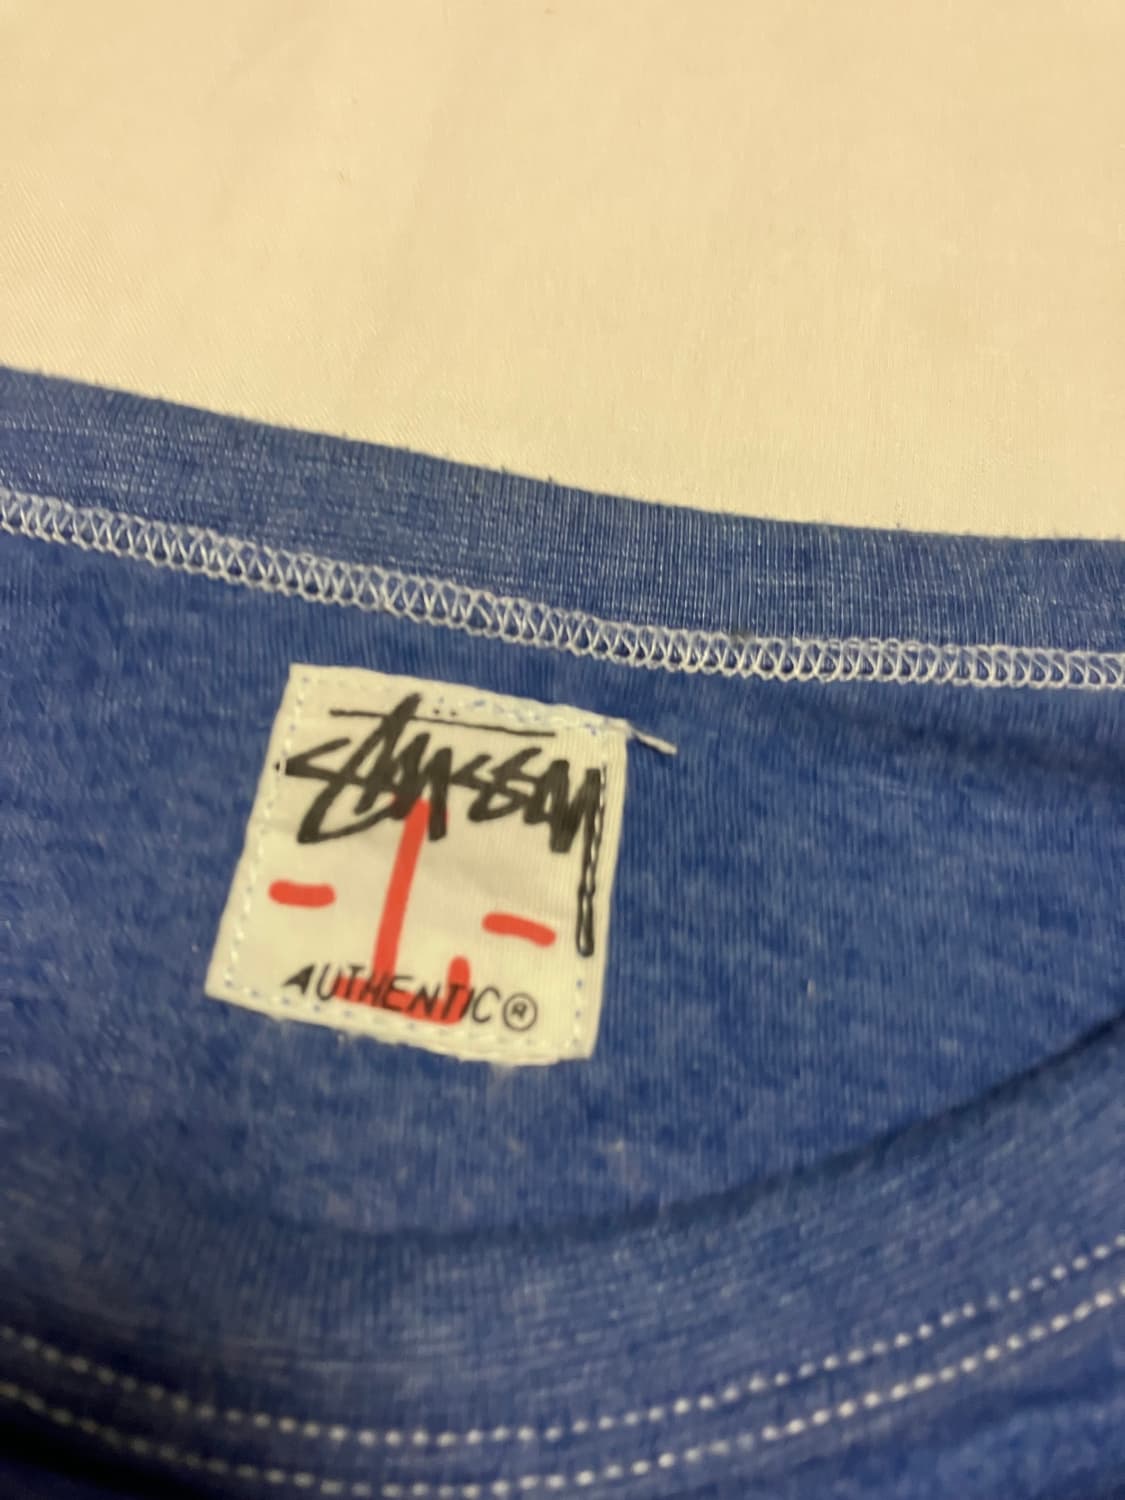 Stüssy
- L -
AUTHENTIC®